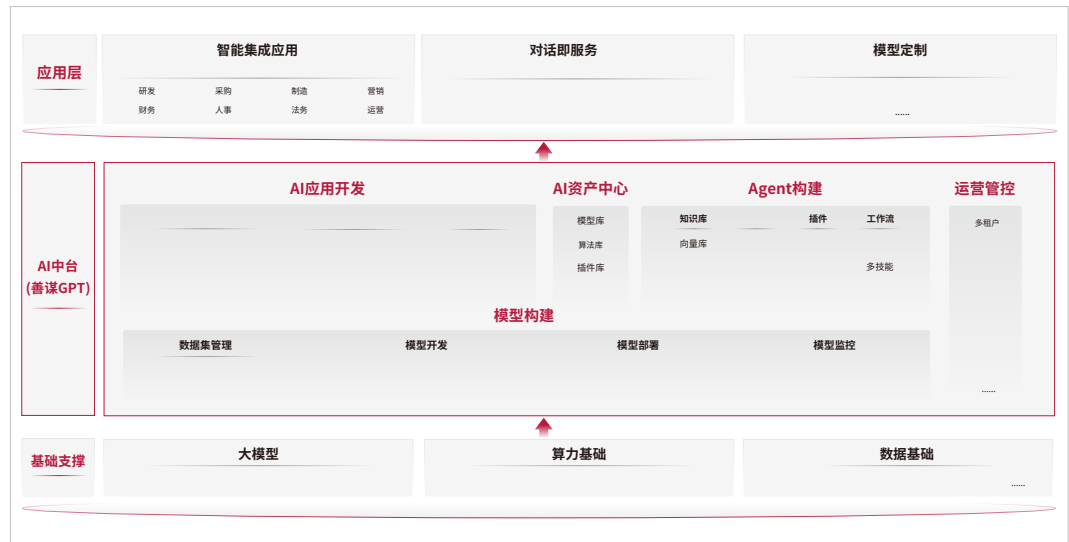 应用层
智能集成应用
研发 采购 制造 营销
财务 人事 法务 运营
对话即服务
模型定制
......
AI中台
(善谋GPT)
AI应用开发
AI资产中心
模型库
算法库
插件库
Agent构建
知识库 插件 工作流
向量库
多技能
运营管控
多租户
......
模型构建
数据集管理 模型开发 模型部署 模型监控
基础支撑
大模型
算力基础
数据基础
......